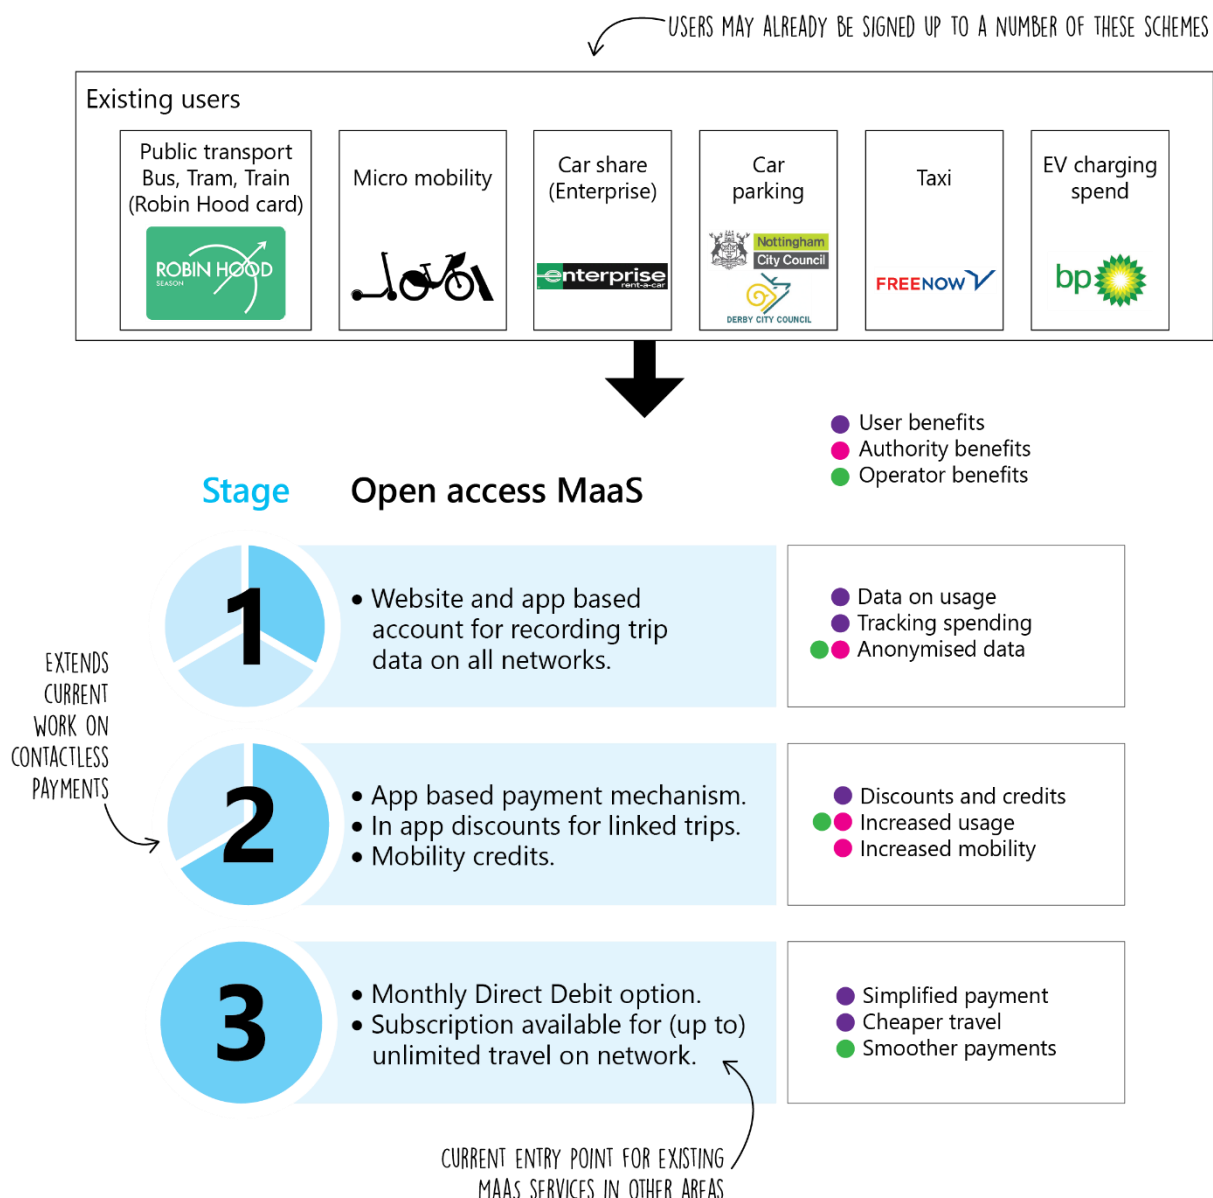 USERS MAY ALREADY BE SIGNED UP TO A NUMBER OF THESE SCHEMES
Existing users
Public transport
Bus, Tram, Train
(Robin Hood card)
ROBIN HOOD
SEASON
Micro mobility
Car share
(Enterprise)
enterprise
rent-a-car
Car
parking
Nottingham
City Council
DERBY CITY COUNCIL
Taxi
FREENOW
EV charging
spend
bp
User benefits
Authority benefits
Operator benefits
Stage
Open access MaaS
1
• Website and app based
account for recording trip
data on all networks.
Data on usage
Tracking spending
Anonymised data
EXTENDS
CURRENT
WORK ON
CONTACTLESS
PAYMENTS
2
• App based payment mechanism.
• In app discounts for linked trips.
• Mobility credits.
Discounts and credits
Increased usage
Increased mobility
3
• Monthly Direct Debit option.
• Subscription available for (up to)
unlimited travel on network.
Simplified payment
Cheaper travel
Smoother payments
CURRENT ENTRY POINT FOR EXISTING
MAAS SERVICES IN OTHER AREAS